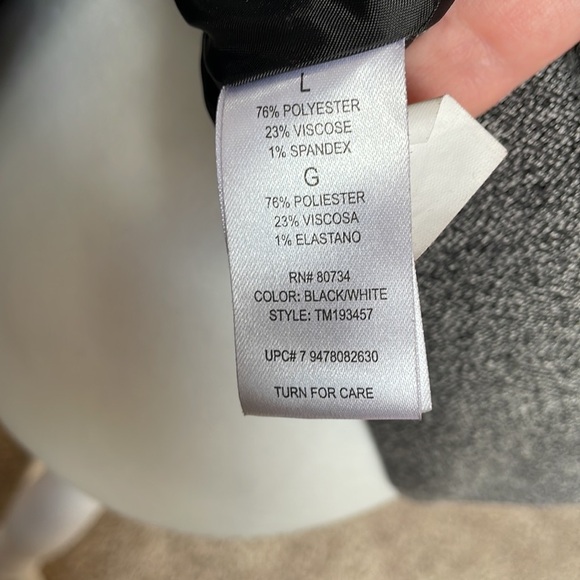 L
76% POLYESTER
23% VISCOSE
1% SPANDEX
G
76% POLIESTER
23% VISCOSA
1% ELASTANO
RN# 80734
COLOR: BLACK/WHITE
STYLE: TM193457
UPC# 7 9478082630
TURN FOR CARE